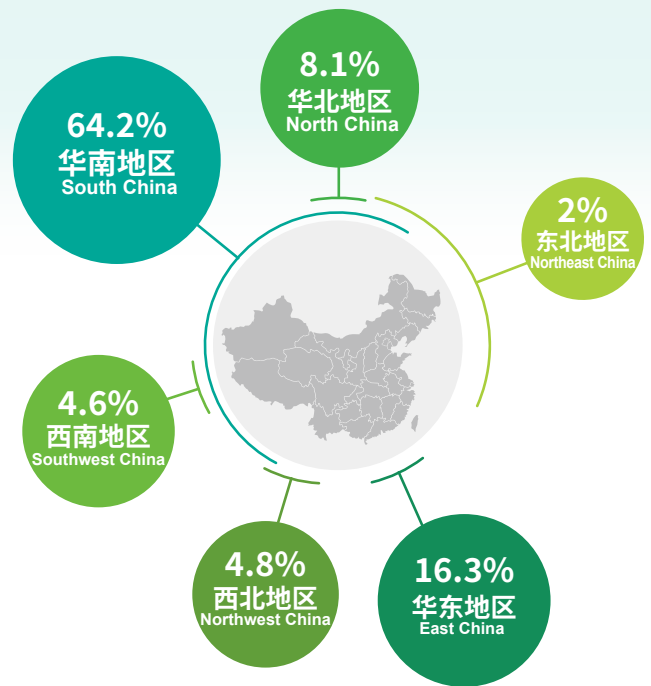 8.1%
华北地区
North China
64.2%
华南地区
South China
2%
东北地区
Northeast China
4.6%
西南地区
Southwest China
4.8%
西北地区
Northwest China
16.3%
华东地区
East China